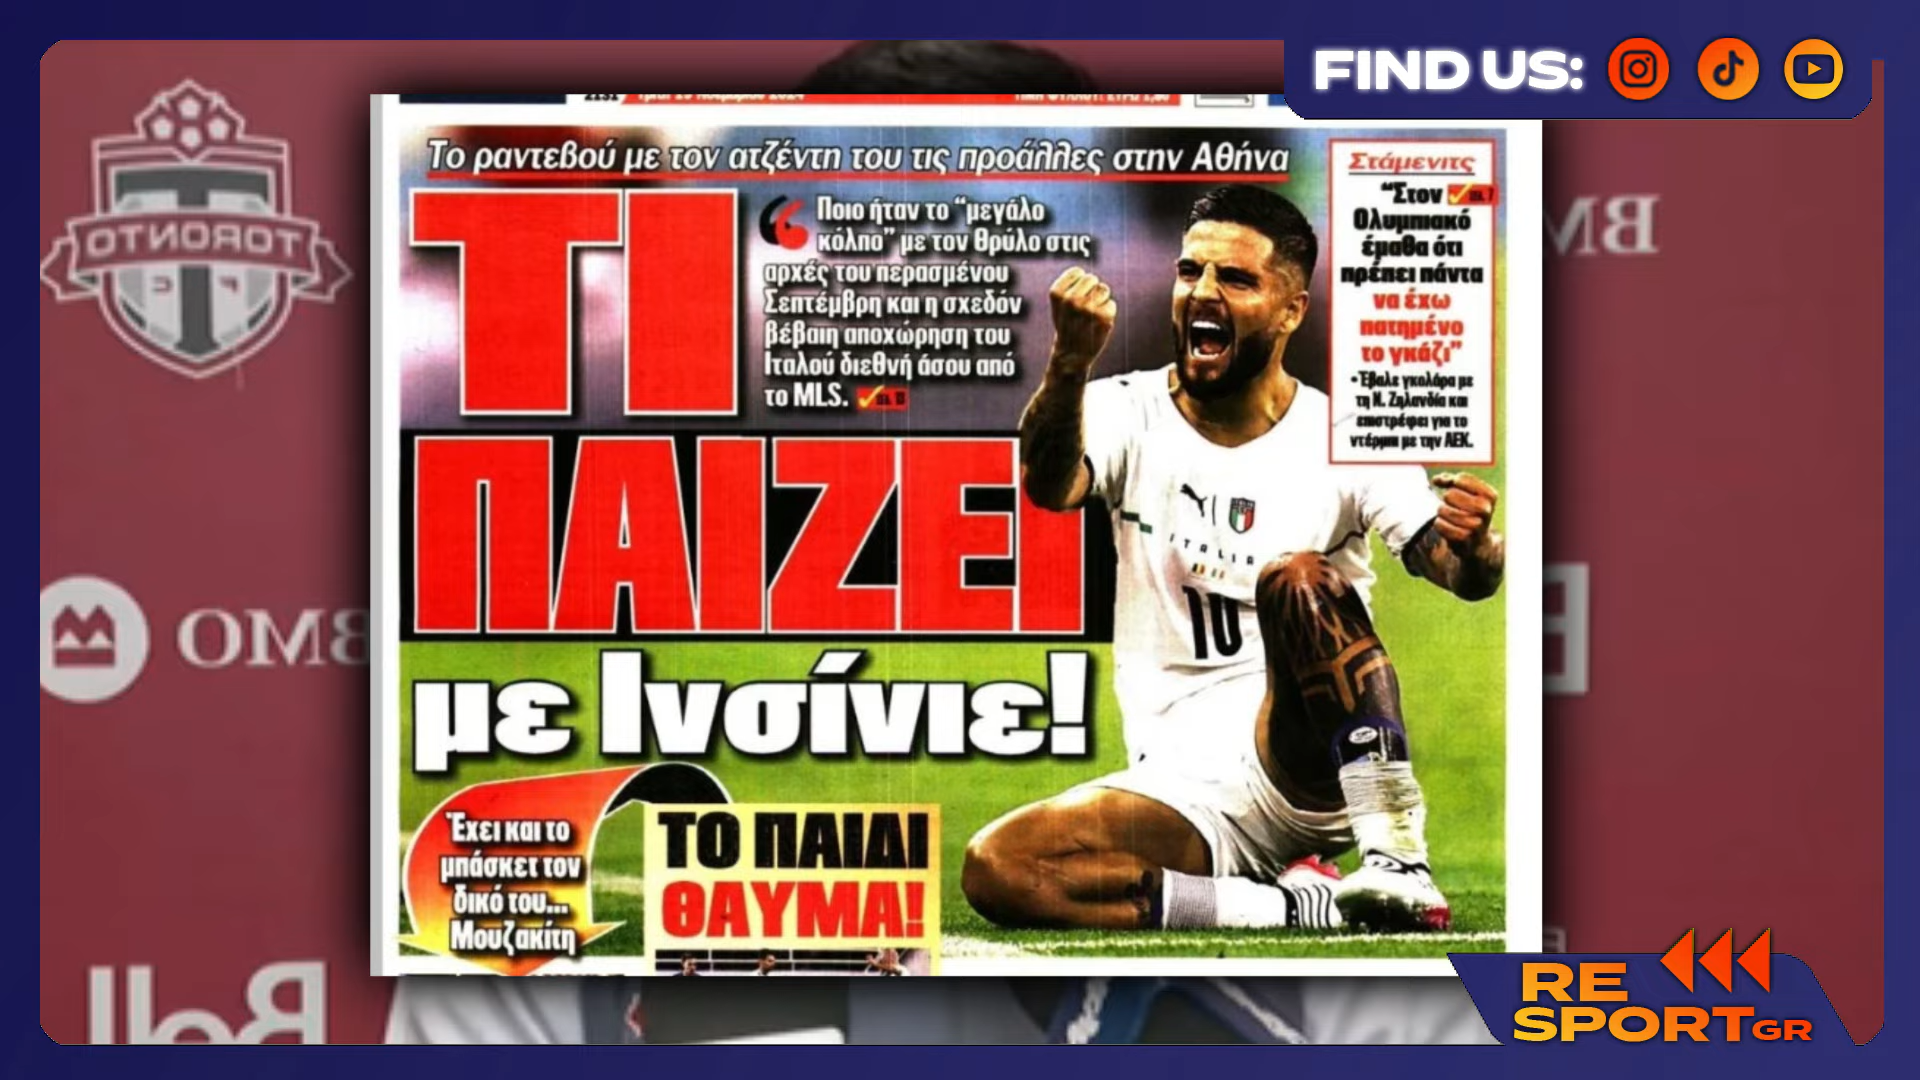 FIND US:
Το ραντεβού με τον ατζέντη του τις προάλλες στην Αθήνα
ΤΙ
ΠΑΙΖΕΙ
με Ινσίνιε!
Ποιο ήταν το “μεγάλο
κόλπο” με τον θρύλο στις
αρχές του περασμένου
Σεπτέμβρη και η σχεδόν
βέβαιη αποχώρηση του
Ιταλού διεθνή άσου από
το MLS.
Στάμενιτς
“Στον
Ολυμπιακό
έμαθα ότι
πρέπει πάντα
να έχω
πατημένο
το γκάζι”
• Έβαλε γκολάρα με
τη Ν. Ζηλανδία και
επιστρέφει για το
ντέρμπι με την ΑΕΚ.
ITALIA
10
Έχει και το
μπάσκετ τον
δικό του...
Μουζακίτη
ΤΟ ΠΑΙΔΙ
ΘΑΥΜΑ!
TORONTO
FC
BMO
Bell
RE
SPORTGR